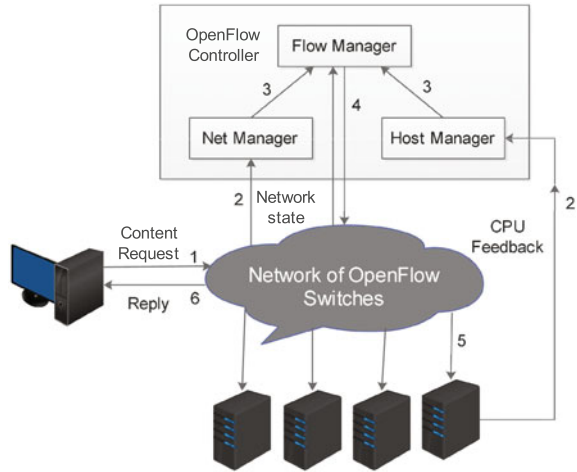 OpenFlow
Controller
Flow Manager
3
4
3
Net Manager
Host Manager
2
Network
state
2
CPU
Feedback
Content
Request
1
Network of OpenFlow
Switches
Reply
6
5